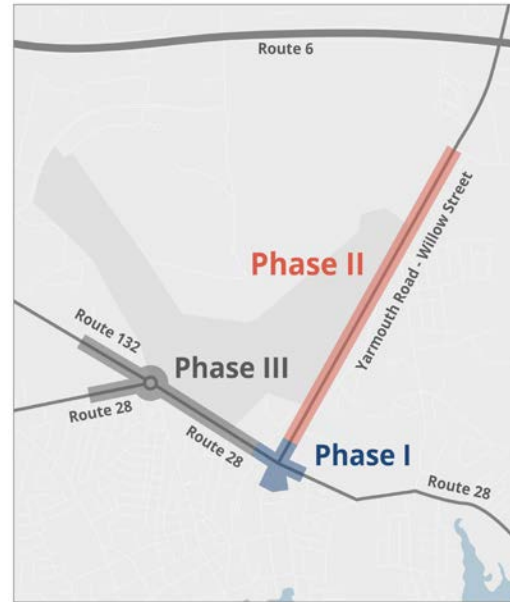 Route 6
Yarmouth Road - Willow Street
Phase II
Route 132
Phase III
Route 28
Route 28
Phase I
Route 28